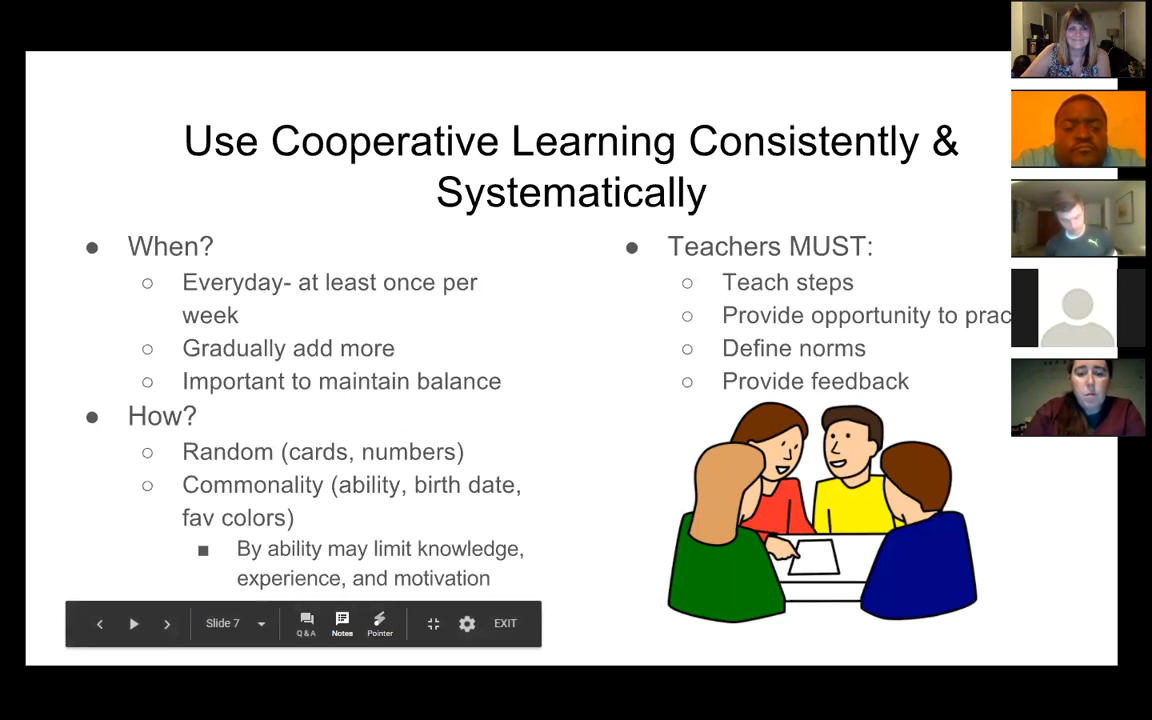 Use Cooperative Learning Consistently &
Systematically
When?
Everyday- at least once per
week
Gradually add more
Important to maintain balance
How?
Random (cards, numbers)
Commonality (ability, birth date,
fav colors)
By ability may limit knowledge,
experience, and motivation
Teachers MUST:
Teach steps
Provide opportunity to prac
Define norms
Provide feedback
Slide 7
Q&A
Notes
Pointer
EXIT